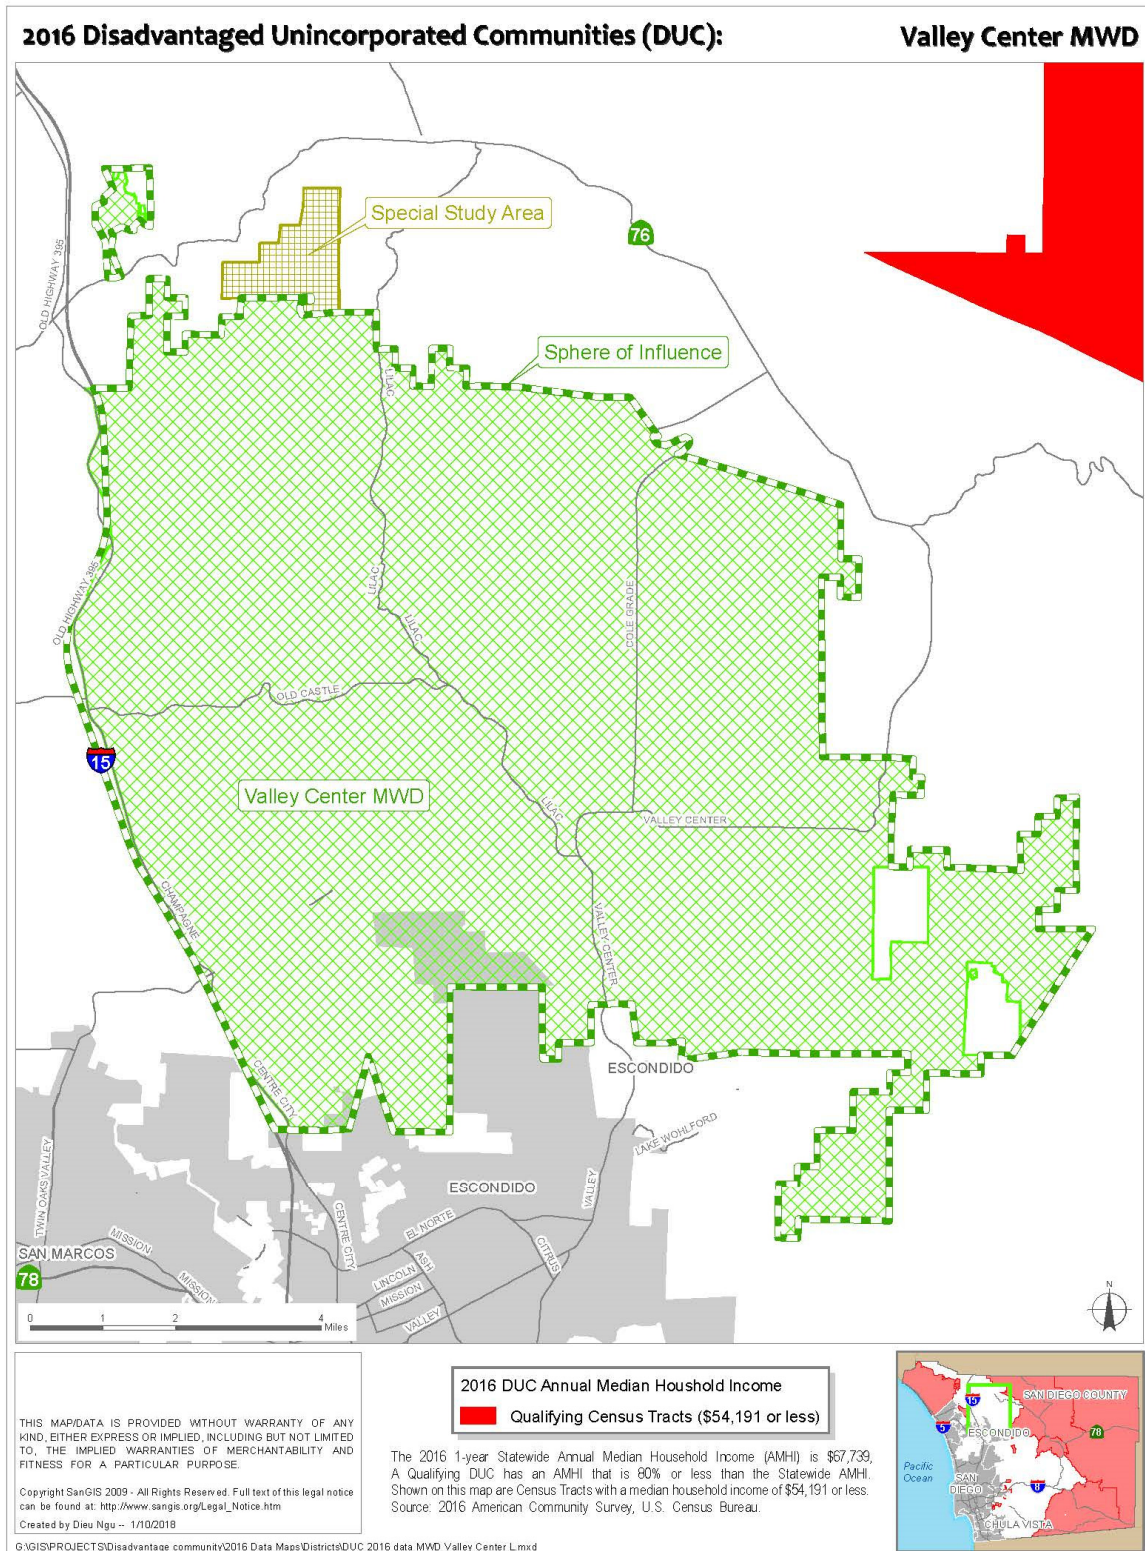 2016 Disadvantaged Unincorporated Communities (DUC):
Valley Center MWD
Special Study Area
76
OLD HIGHWAY 395
Sphere of Influence
LILAC
LILAC
LILAC
COLE GRADE
OLD HIGHWAY 395
OLD CASTLE
15
Valley Center MWD
LILAC
VALLEY CENTER
CHAMPAGNE
VALLEY CENTER
ESCONDIDO
CENTRE CITY
LAKE WOHLFORD
TWIN OAKS VALLEY
ESCONDIDO
VALLEY
CENTRE CITY
EL NORTE
MISSION
SAN MARCOS
CITRUS
ASH
LINCOLN
MISSION
MISSION
78
VALLEY
N
0 1 2 4
Miles
THIS MAP/DATA IS PROVIDED WITHOUT WARRANTY OF ANY
KIND, EITHER EXPRESS OR IMPLIED, INCLUDING BUT NOT LIMITED
TO, THE IMPLIED WARRANTIES OF MERCHANTABILITY AND
FITNESS FOR A PARTICULAR PURPOSE.
Copyright SanGIS 2009 - All Rights Reserved. Full text of this legal notice
can be found at: http://www.sangis.org/Legal_Notice.htm
Created by Dieu Ngu -- 1/10/2018
2016 DUC Annual Median Houshold Income
Qualifying Census Tracts ($54,191 or less)
The 2016 1-year Statewide Annual Median Household Income (AMHI) is $67,739,
A Qualifying DUC has an AMHI that is 80% or less than the Statewide AMHI.
Shown on this map are Census Tracts with a median household income of $54,191 or less.
Source: 2016 American Community Survey, U.S. Census Bureau.
SAN DIEGO COUNTY
15
5
ESCONDIDO
78
Pacific
Ocean
SAN
DIEGO
8
CHULA VISTA
G:\GIS\PROJECTS\Disadvantage community\2016 Data Maps\Districts\DUC 2016 data MWD Valley Center L.mxd